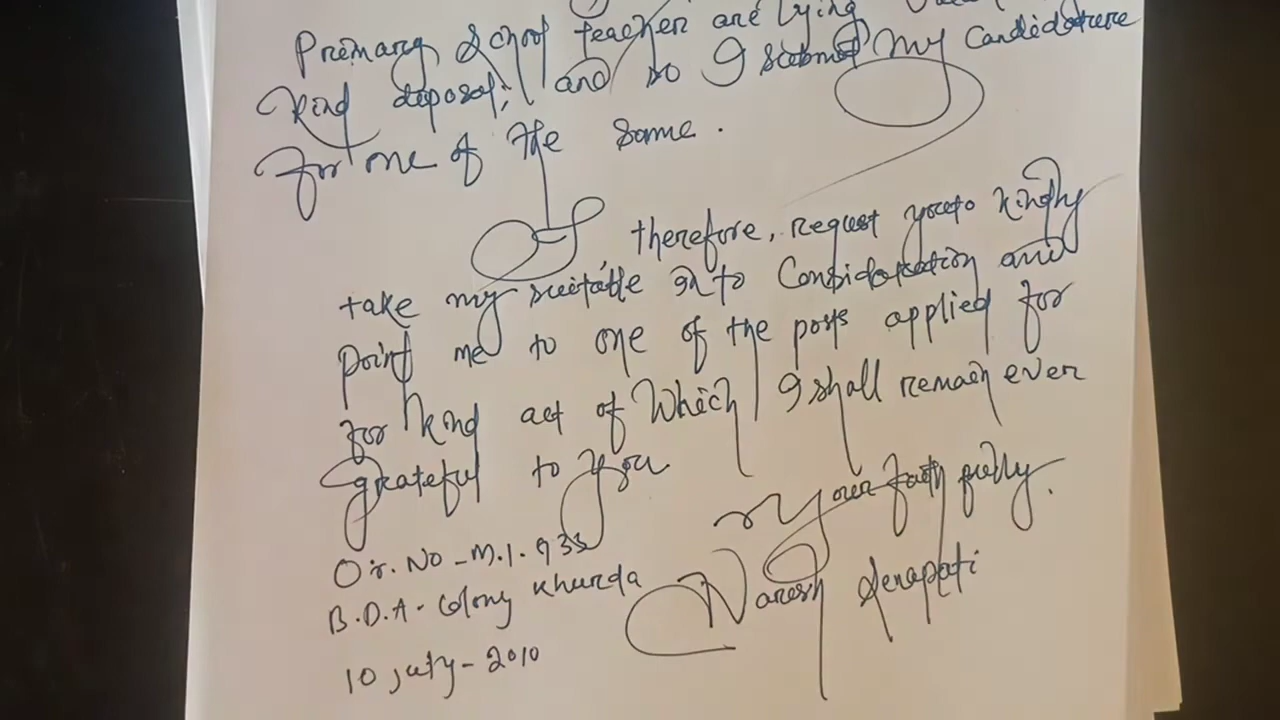 Primary School teacher are lying
Kind deposal, and so I submit my Candidature
for one of the same.
I, therefore, request you to kindly
take my suitable in to Consideration and
point me to one of the posts applied for
for kind act of Which I shall remain ever
grateful to you
Your faithfully.
Qr. No - M.I. 933
B.D.A. Colony Khurda
Naresh Senapati
10 July - 2010